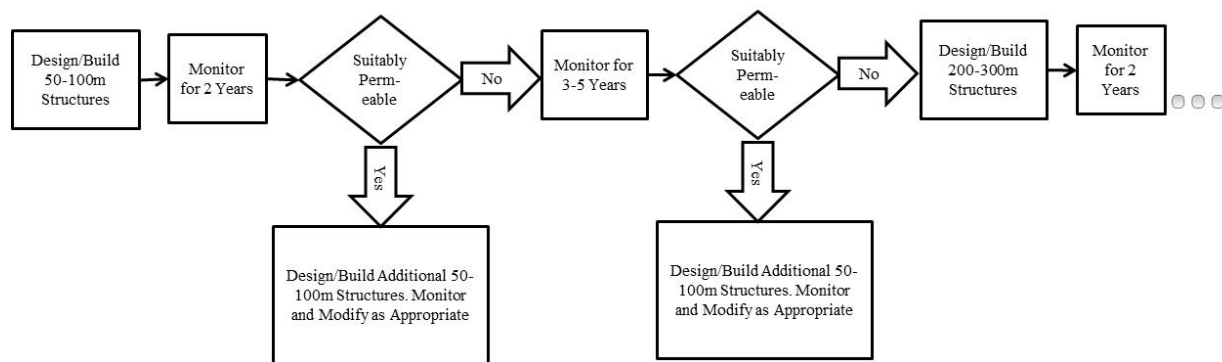 Design/Build
50-100m
Structures
Monitor
for 2 Years
Suitably
Perm-
eable
No
Monitor for
3-5 Years
Suitably
Perm-
eable
No
Design/Build
200-300m
Structures
Monitor
for 2
Years
Yes
Yes
Design/Build Additional 50-
100m Structures. Monitor
and Modify as Appropriate
Design/Build Additional 50-
100m Structures. Monitor
and Modify as Appropriate